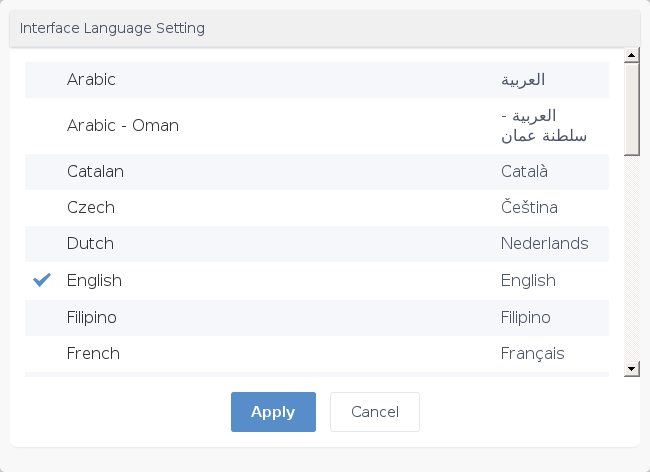 Interface Language Setting
Arabic العربية
Arabic - Oman العربية -
سلطنة عمان
Catalan Català
Czech Čeština
Dutch Nederlands
English English
Filipino Filipino
French Français
Apply Cancel